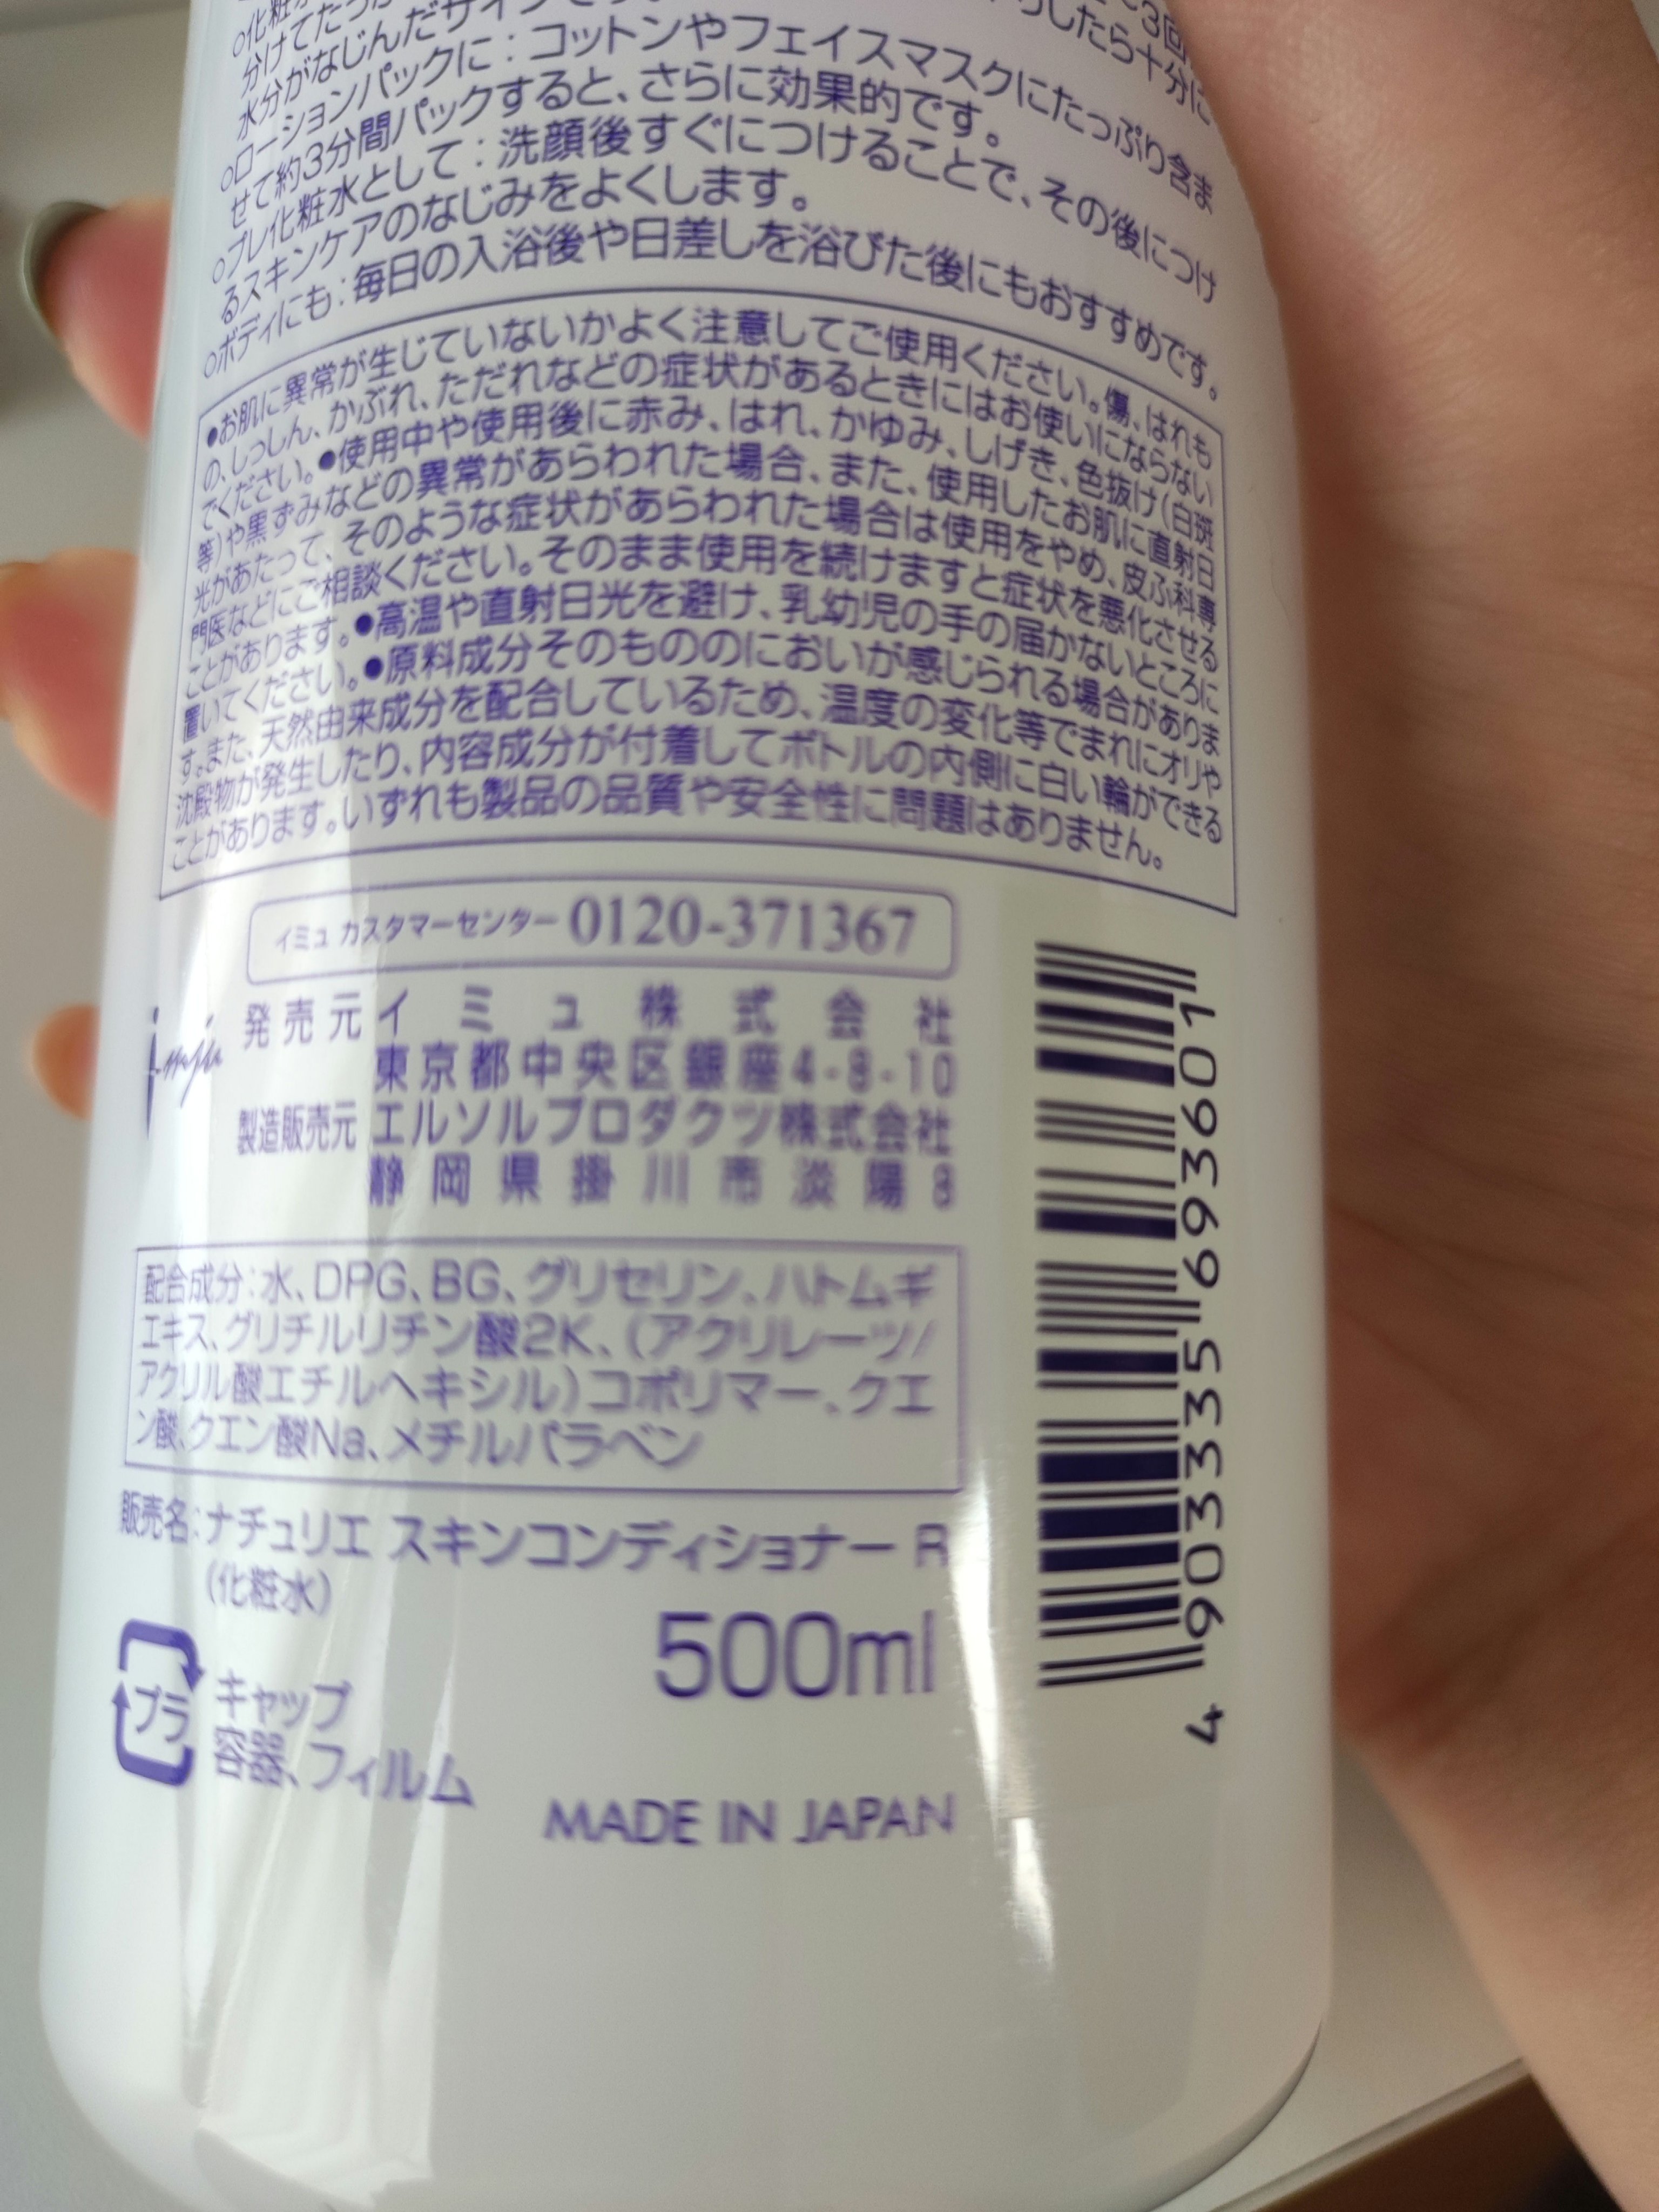 水分がなじんだサイン
○ローションパックに：コットンやフェイスマスクにたっぷり含ま
せて約3分間パックすると、さらに効果的です。
○プレ化粧水として：洗顔後すぐにつけることで、その後につけ
るスキンケアのなじみをよくします。
○ボディにも：毎日の入浴後や日差しを浴びた後にもおすすめです。
●お肌に異常が生じていないかよく注意してご使用ください。傷、はれも
の、しっしん、かぶれ、ただれなどの症状があるときにはお使いにならない
でください。●使用中や使用後に赤み、はれ、かゆみ、しげき、色抜け（白斑
等）や黒ずみなどの異常があらわれた場合、また、使用したお肌に直射日
光があたって、そのような症状があらわれた場合は使用をやめ、皮ふ科専
門医などにご相談ください。そのまま使用を続けますと症状を悪化させる
ことがあります。●高温や直射日光を避け、乳幼児の手の届かないところに
置いてください。●原料成分そのもののにおいが感じられる場合がありま
す。また、天然由来成分を配合しているため、温度の変化等でまれにオリや
沈殿物が発生したり、内容成分が付着してボトルの内側に白い輪ができる
ことがあります。いずれも製品の品質や安全性に問題はありません。
イミュ カスタマーセンター 0120-371367
発売元 イミュ株式会社
東京都中央区銀座4-8-10
製造販売元 エルソルプロダクツ株式会社
静岡県掛川市淡陽8
配合成分：水、DPG、BG、グリセリン、ハトムギ
エキス、グリチルリチン酸2K、（アクリレーツ/
アクリル酸エチルヘキシル）コポリマー、クエ
ン酸、クエン酸Na、メチルパラベン
販売名：ナチュリエ スキンコンディショナー R
（化粧水）
500ml
プラ
キャップ
容器、フィルム
MADE IN JAPAN
4 903335 693601